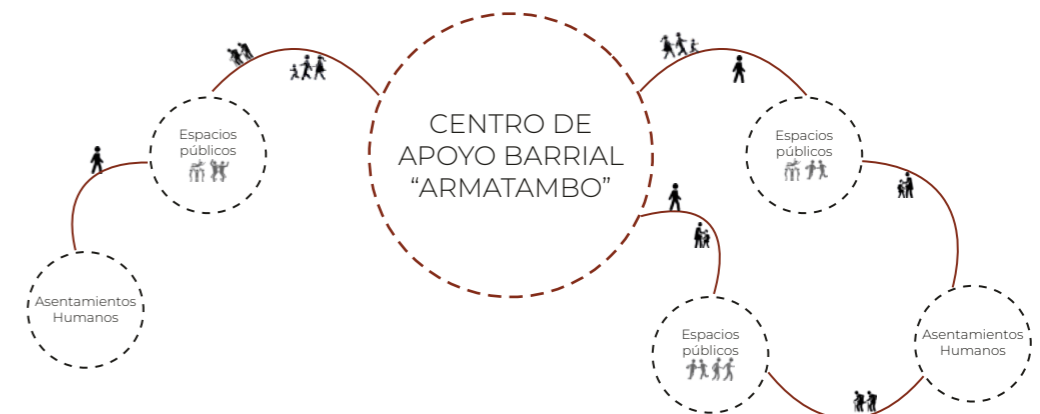 CENTRO DE
APOYO BARRIAL
“ARMATAMBO”
Espacios
públicos
Asentamientos
Humanos
Espacios
públicos
Espacios
públicos
Asentamientos
Humanos